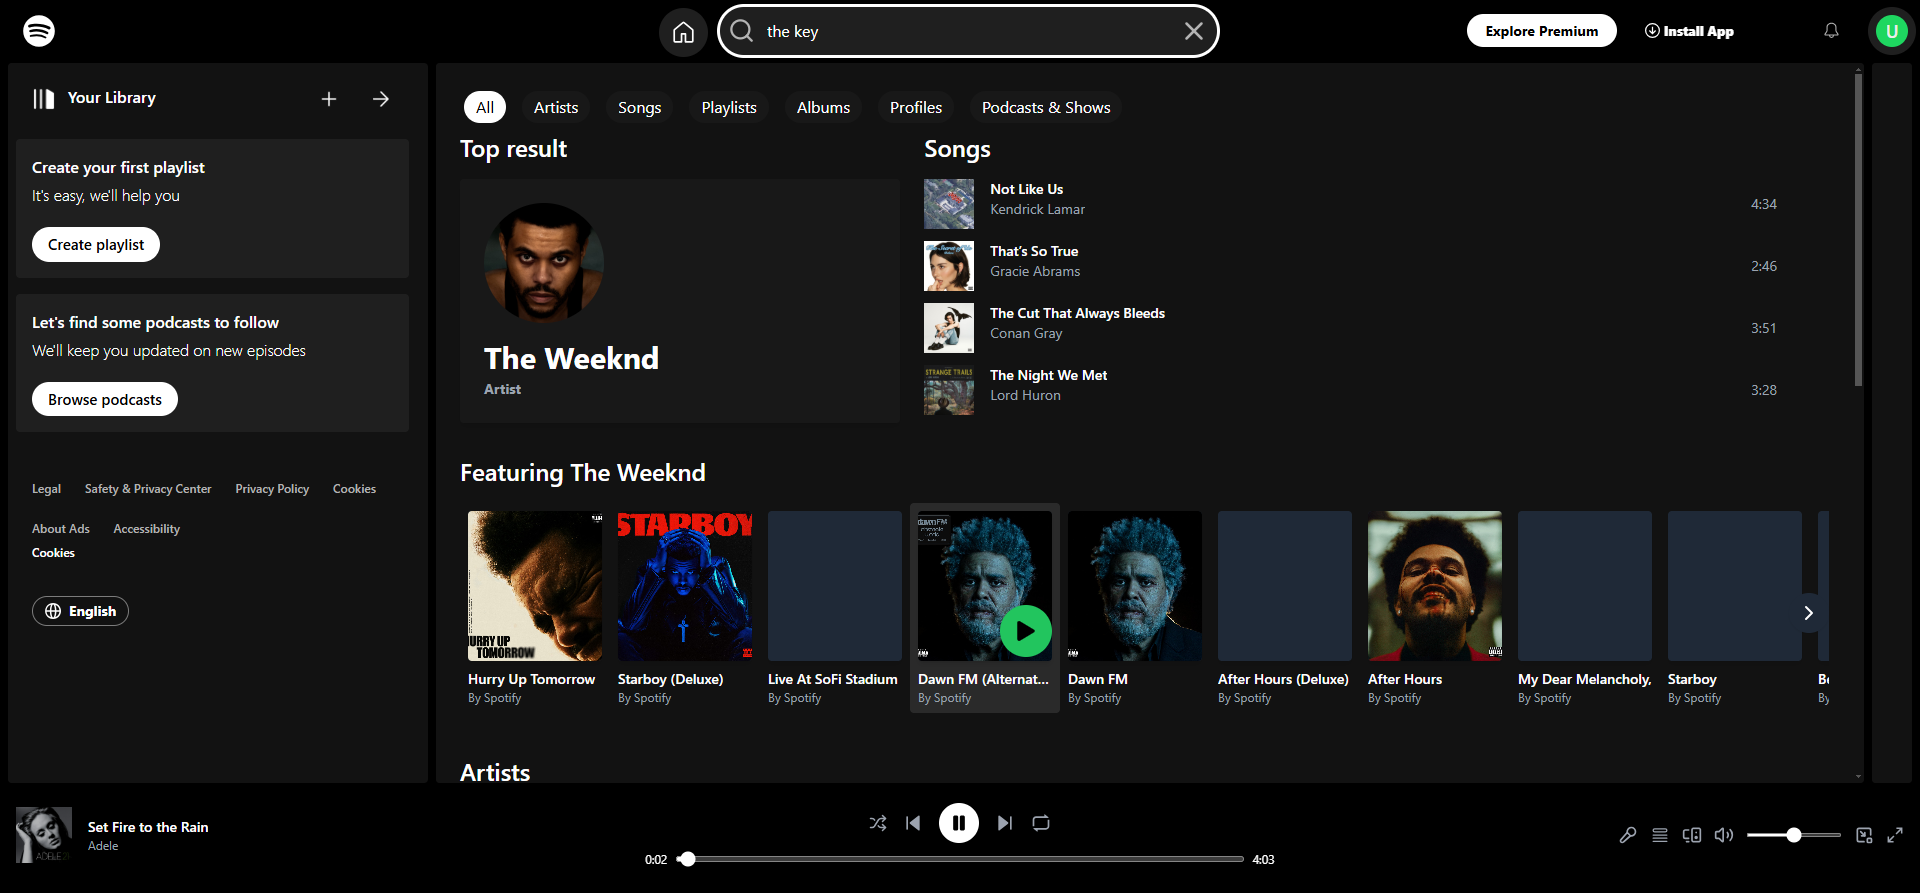 the key
Explore Premium
Install App
U
Your Library
Create your first playlist
It's easy, we'll help you
Create playlist
Let's find some podcasts to follow
We'll keep you updated on new episodes
Browse podcasts
Legal Safety & Privacy Center Privacy Policy Cookies
About Ads Accessibility
Cookies
English
All Artists Songs Playlists Albums Profiles Podcasts & Shows
Top result
The Weeknd
Artist
Songs
Not Like Us
Kendrick Lamar
4:34
That's So True
Gracie Abrams
2:46
The Cut That Always Bleeds
Conan Gray
3:51
STRANGE TRAILS
The Night We Met
Lord Huron
3:28
Featuring The Weeknd
HURRY UP
TOMORROW
Hurry Up Tomorrow
By Spotify
STARBOY
Starboy (Deluxe)
By Spotify
Live At SoFi Stadium
By Spotify
Dawn FM (Alternat...
By Spotify
Dawn FM
By Spotify
After Hours (Deluxe)
By Spotify
After Hours
By Spotify
My Dear Melancholy,
By Spotify
Starboy
By Spotify
By
Artists
ADELE
Set Fire to the Rain
Adele
0:02
4:03